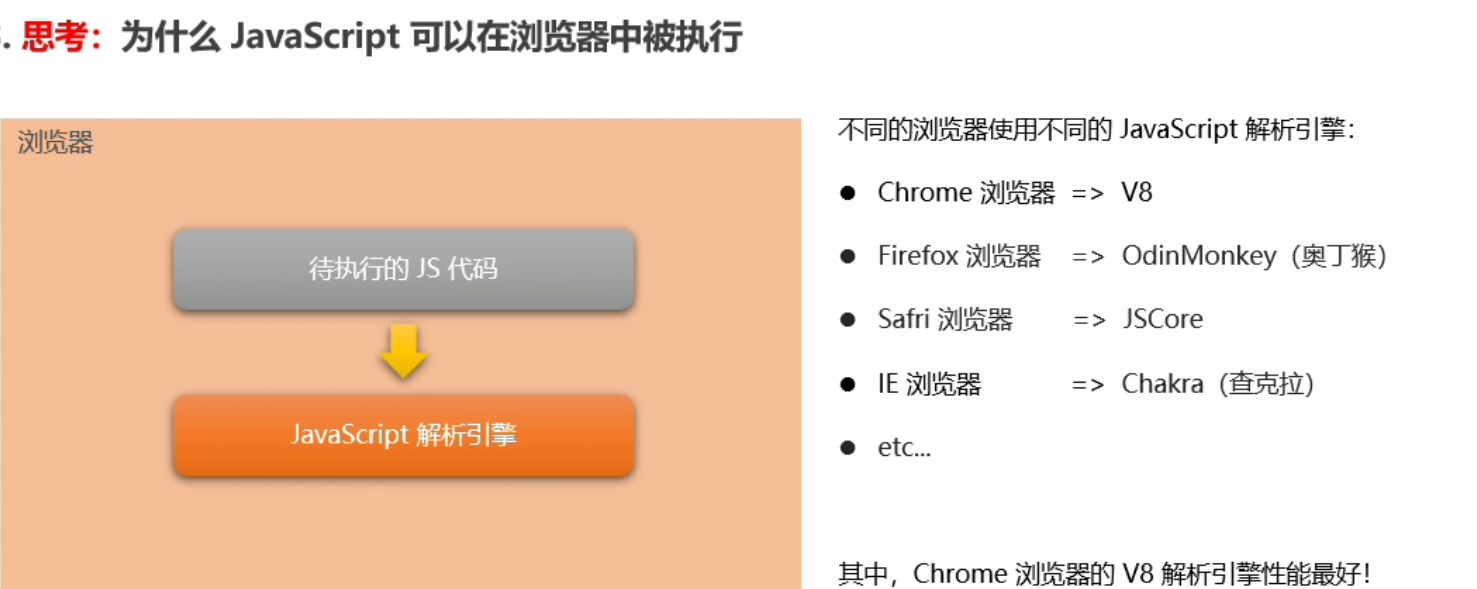 . 思考：为什么 JavaScript 可以在浏览器中被执行
浏览器
待执行的 JS 代码
JavaScript 解析引擎
不同的浏览器使用不同的 JavaScript 解析引擎：
● Chrome 浏览器 => V8
● Firefox 浏览器 => OdinMonkey（奥丁猴）
● Safri 浏览器 => JSCore
● IE 浏览器 => Chakra（查克拉）
● etc...
其中，Chrome 浏览器的 V8 解析引擎性能最好！